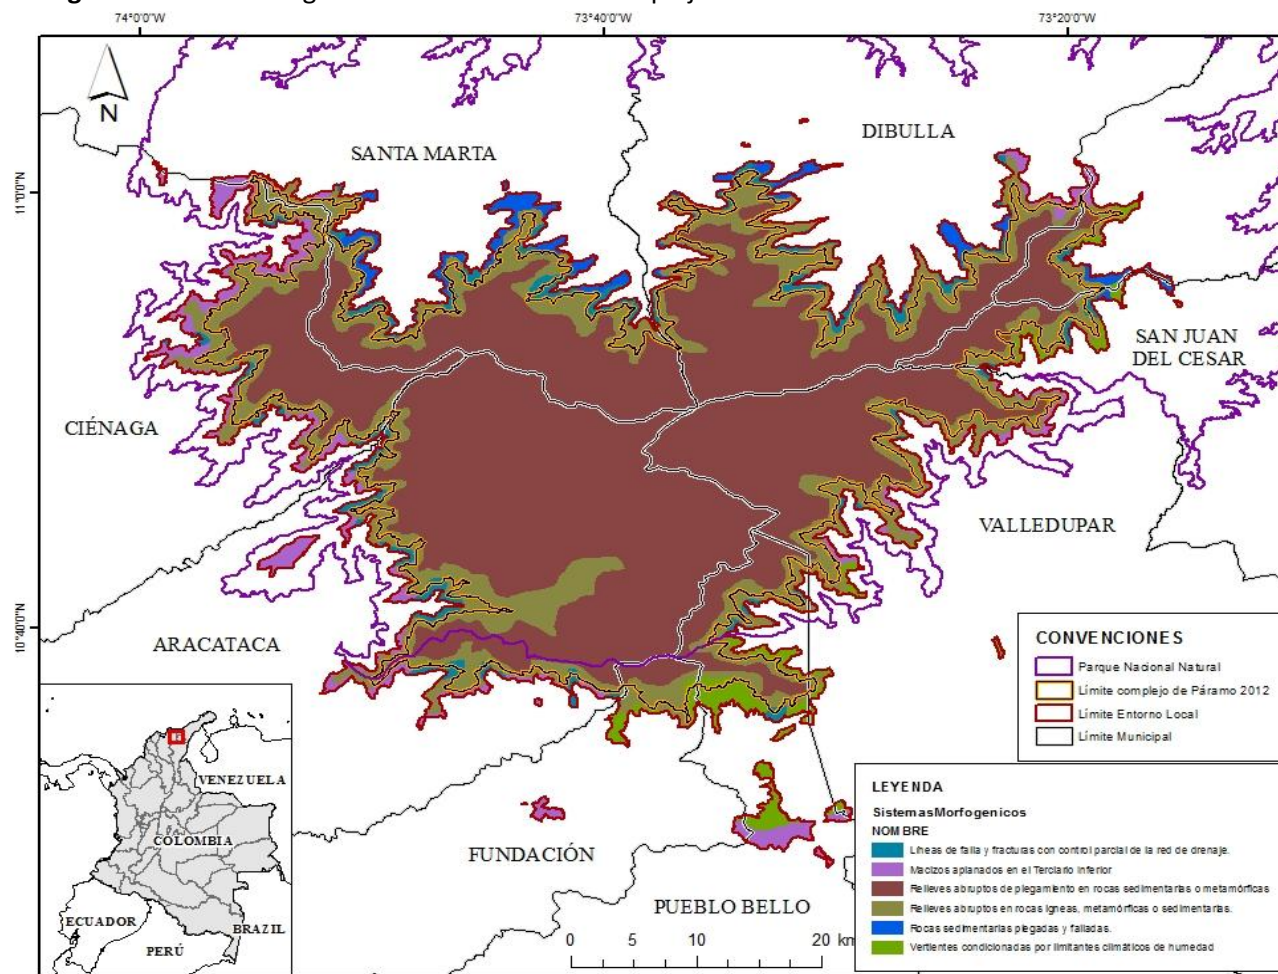 74°0'0"W
73°40'0"W
73°20'0"W
11°0'0"N
10°40'0"N
N
SANTA MARTA
DIBULLA
SAN JUAN
DEL CESAR
CIÉNAGA
VALLEDUPAR
ARACATACA
FUNDACIÓN
PUEBLO BELLO
0 5 10 20 km
VENEZUELA
COLOMBIA
ECUADOR
BRAZIL
PERÚ
CONVENCIONES
Parque Nacional Natural
Límite complejo de Páramo 2012
Límite Entorno Local
Límite Municipal
LEYENDA
SistemasMorfogenicos
NOMBRE
Líneas de falla y fracturas con control parcial de la red de drenaje.
Macizos aplanados en el Terciario Inferior
Relieves abruptos de plegamiento en rocas sedimentarias o metamórficas
Relieves abruptos en rocas ígneas, metamórficas o sedimentarias.
Rocas sedimentarias plegadas y falladas.
Vertientes condicionadas por limitantes climáticos de humedad